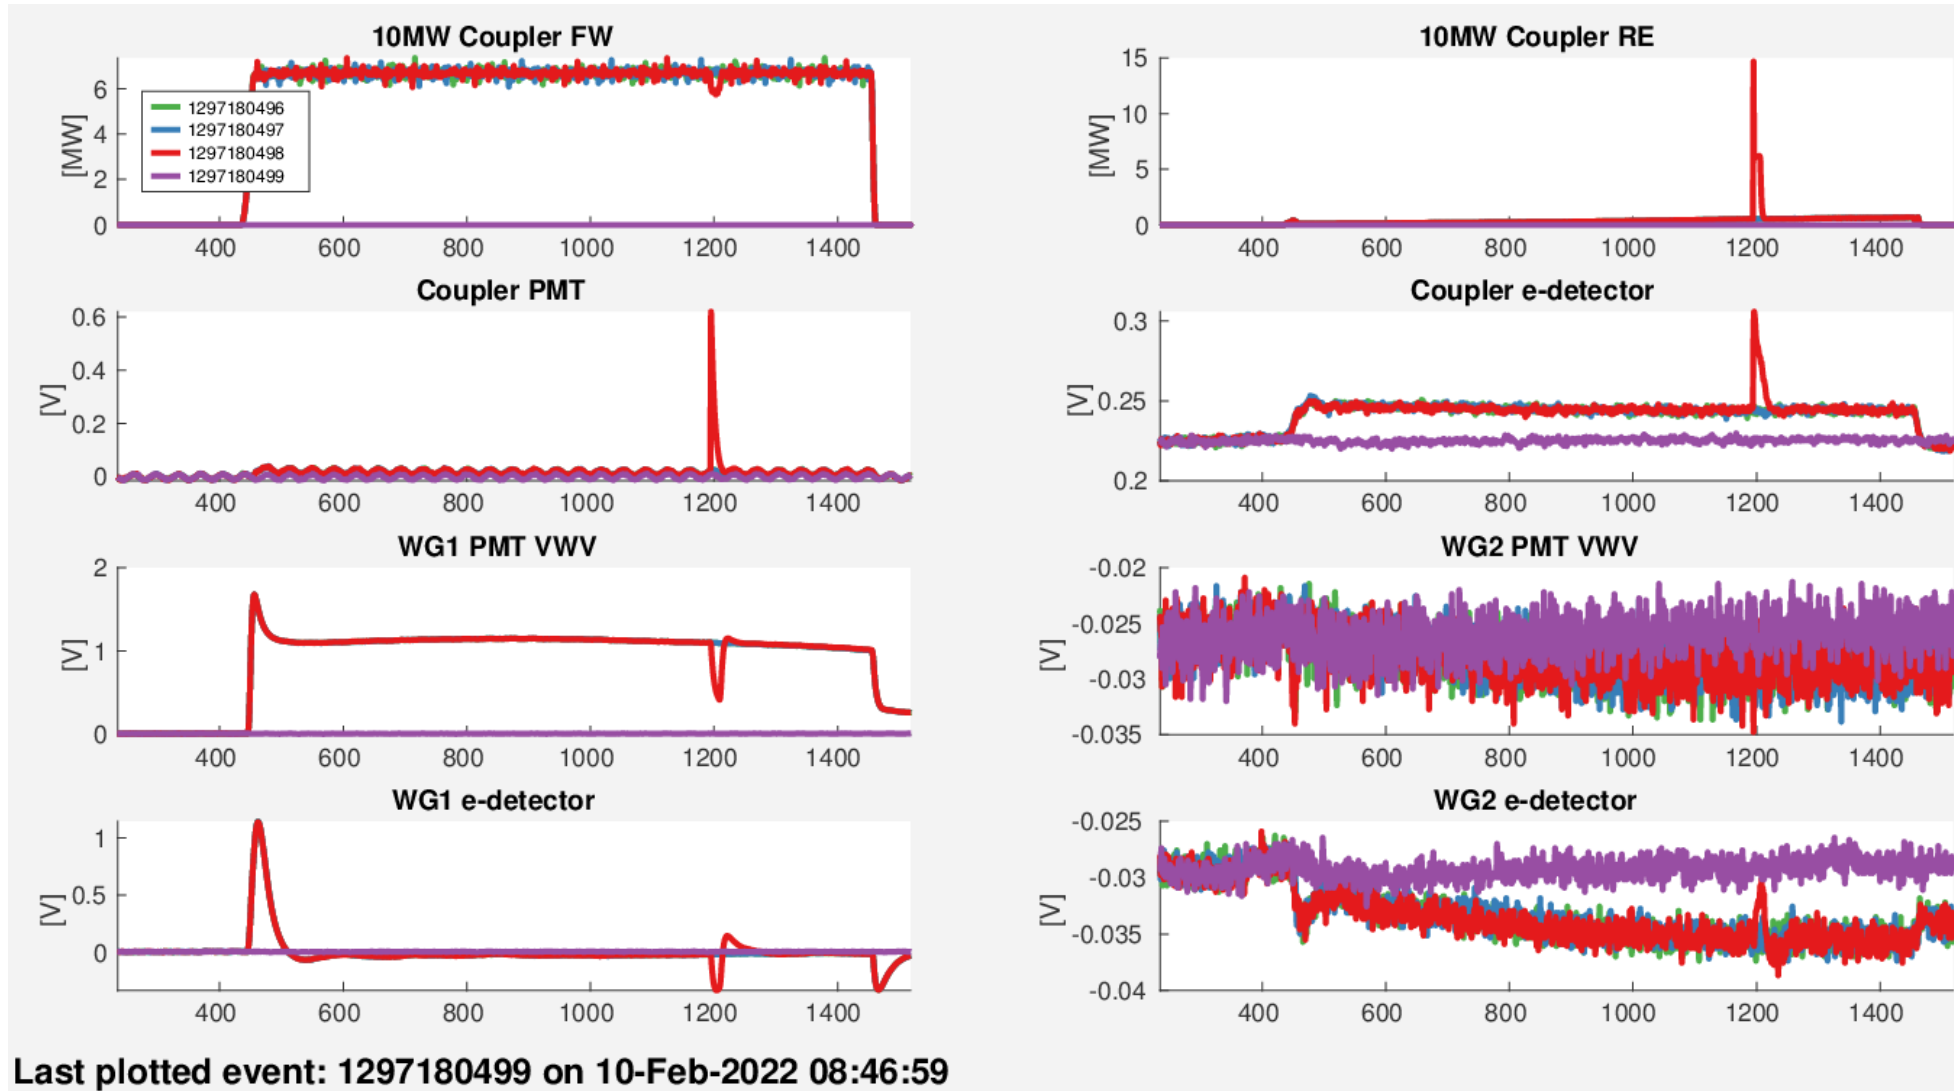 10MW Coupler FW
6
4
2
0
[MW]
1297180496
1297180497
1297180498
1297180499
400 600 800 1000 1200 1400
10MW Coupler RE
15
10
5
0
[MW]
400 600 800 1000 1200 1400
Coupler PMT
0.6
0.4
0.2
0
[V]
400 600 800 1000 1200 1400
Coupler e-detector
0.3
0.25
0.2
[V]
400 600 800 1000 1200 1400
WG1 PMT VWV
2
1
0
[V]
400 600 800 1000 1200 1400
WG2 PMT VWV
-0.02
-0.025
-0.03
-0.035
[V]
400 600 800 1000 1200 1400
WG1 e-detector
1
0.5
0
[V]
400 600 800 1000 1200 1400
WG2 e-detector
-0.025
-0.03
-0.035
-0.04
[V]
400 600 800 1000 1200 1400
Last plotted event: 1297180499 on 10-Feb-2022 08:46:59